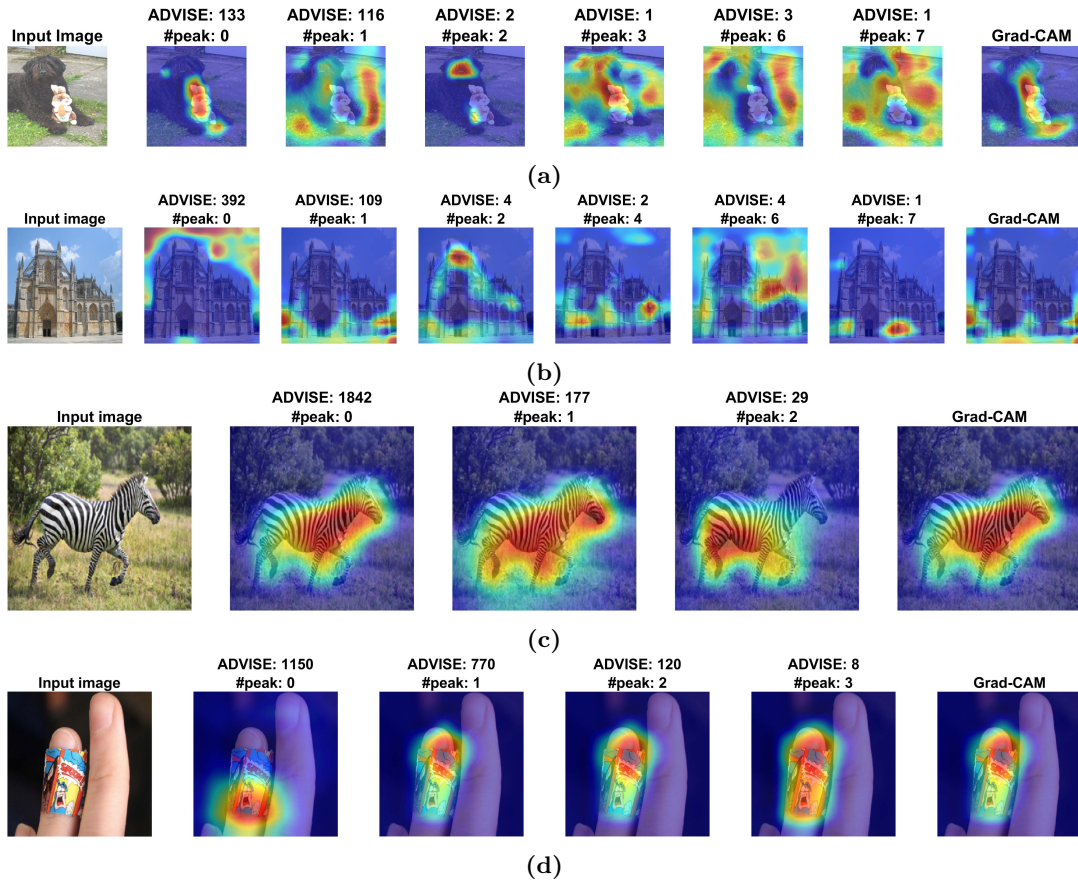 Input Image
ADVISE: 133
#peak: 0
ADVISE: 116
#peak: 1
ADVISE: 2
#peak: 2
ADVISE: 1
#peak: 3
ADVISE: 3
#peak: 6
ADVISE: 1
#peak: 7
Grad-CAM
(a)
Input image
ADVISE: 392
#peak: 0
ADVISE: 109
#peak: 1
ADVISE: 4
#peak: 2
ADVISE: 2
#peak: 4
ADVISE: 4
#peak: 6
ADVISE: 1
#peak: 7
Grad-CAM
(b)
Input image
ADVISE: 1842
#peak: 0
ADVISE: 177
#peak: 1
ADVISE: 29
#peak: 2
Grad-CAM
(c)
Input image
ADVISE: 1150
#peak: 0
ADVISE: 770
#peak: 1
ADVISE: 120
#peak: 2
ADVISE: 8
#peak: 3
Grad-CAM
(d)